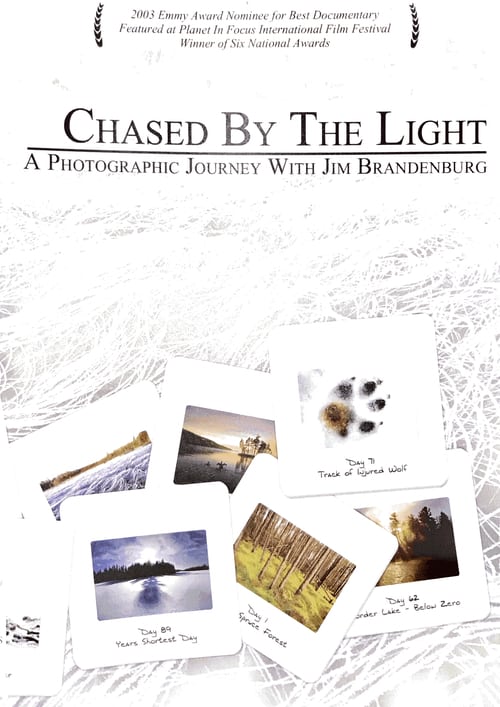 2003 Emmy Award Nominee for Best Documentary
Featured at Planet In Focus International Film Festival
Winner of Six National Awards
CHASED BY THE LIGHT
A PHOTOGRAPHIC JOURNEY WITH JIM BRANDENBURG
Day 71
Track of Injured Wolf
Day 62
order Lake - Below Zero
Day 1
Spruce Forest
Day 89
Years Shortest Day